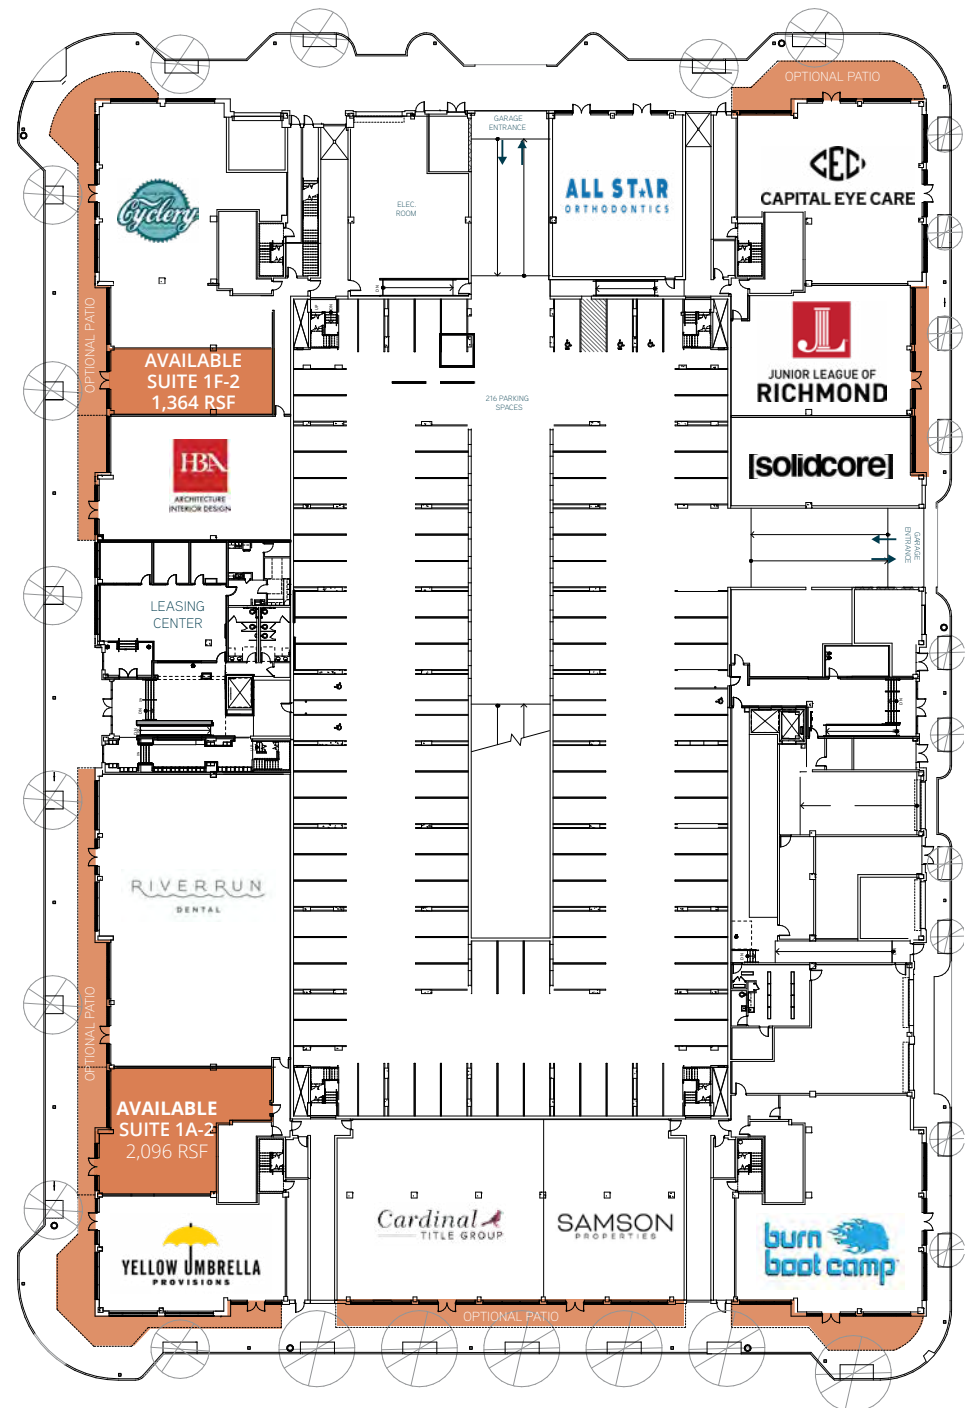 OPTIONAL PATIO
GARAGE
ENTRANCE
CEC
CAPITAL EYE CARE
ALL STAR
ORTHODONTICS
Cyclery
ELEC.
ROOM
OPTIONAL PATIO
AVAILABLE
SUITE 1F-2
1,364 RSF
JL
JUNIOR LEAGUE OF
RICHMOND
216 PARKING
SPACES
HBA
ARCHITECTURE
INTERIOR DESIGN
[solidcore]
GARAGE
ENTRANCE
LEASING
CENTER
RIVERRUN
DENTAL
OPTIONAL PATIO
AVAILABLE
SUITE 1A-2
2,096 RSF
Cardinal
TITLE GROUP
SAMSON
PROPERTIES
YELLOW UMBRELLA
PROVISIONS
burn
boot camp
OPTIONAL PATIO